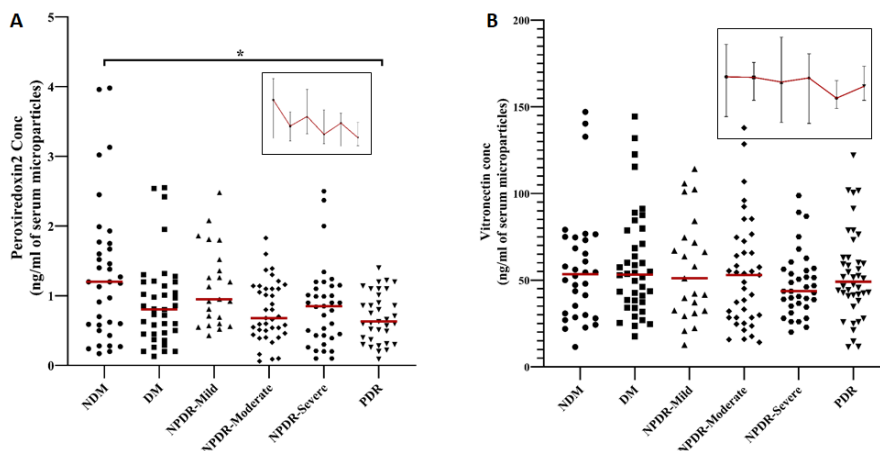 A
Peroxiredoxin2 Conc
(ng/ml of serum microparticles)
5
4
3
2
1
0
*
NDM
DM
NPDR-Mild
NPDR-Moderate
NPDR-Severe
PDR
B
Vitronectin conc
(ng/ml of serum microparticles)
200
150
100
50
0
NDM
DM
NPDR-Mild
NPDR-Moderate
NPDR-Severe
PDR